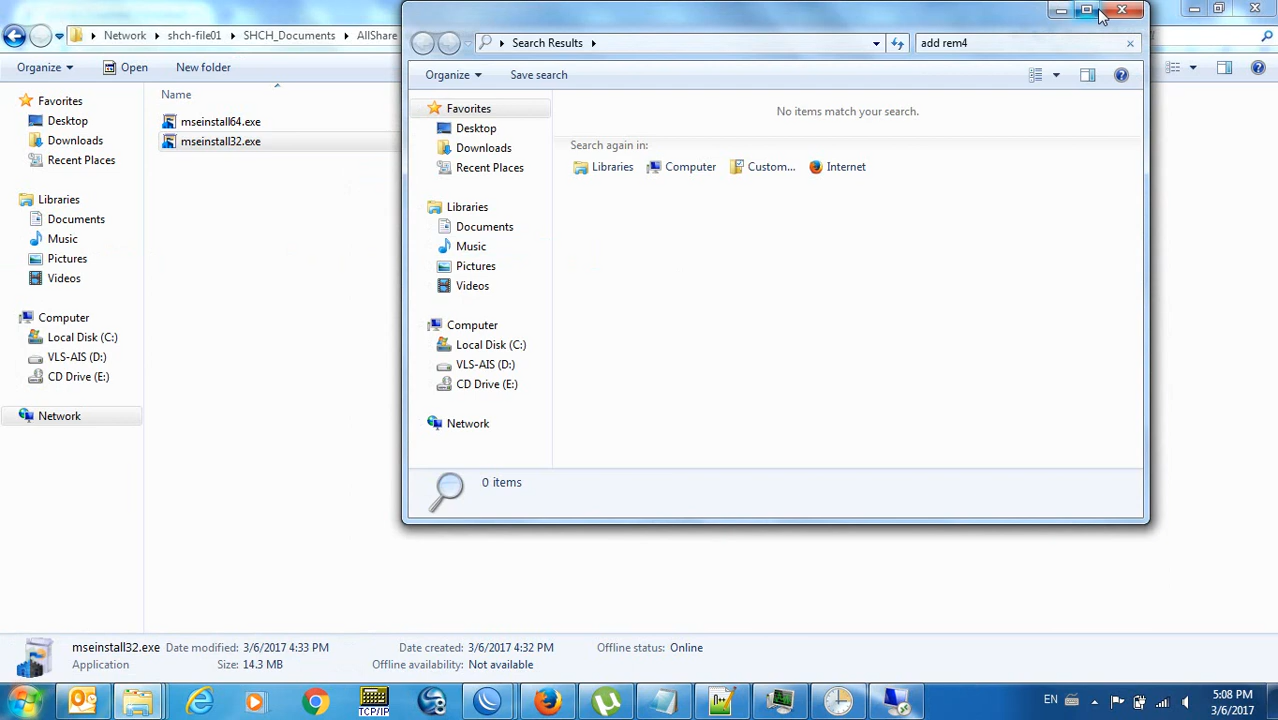 Network ▸ shch-file01 ▸ SHCH_Documents ▸ AllShare
Organize Open New folder
Name
mseinstall64.exe
mseinstall32.exe
Favorites
Desktop
Downloads
Recent Places
Libraries
Documents
Music
Pictures
Videos
Computer
Local Disk (C:)
VLS-AIS (D:)
CD Drive (E:)
Network
Search Results
add rem4
Organize Save search
Favorites
Desktop
Downloads
Recent Places
Libraries
Documents
Music
Pictures
Videos
Computer
Local Disk (C:)
VLS-AIS (D:)
CD Drive (E:)
Network
No items match your search.
Search again in:
Libraries Computer Custom... Internet
0 items
mseinstall32.exe Date modified: 3/6/2017 4:33 PM Date created: 3/6/2017 4:32 PM Offline status: Online
Application Size: 14.3 MB Offline availability: Not available
TCP/IP
EN
5:08 PM
3/6/2017